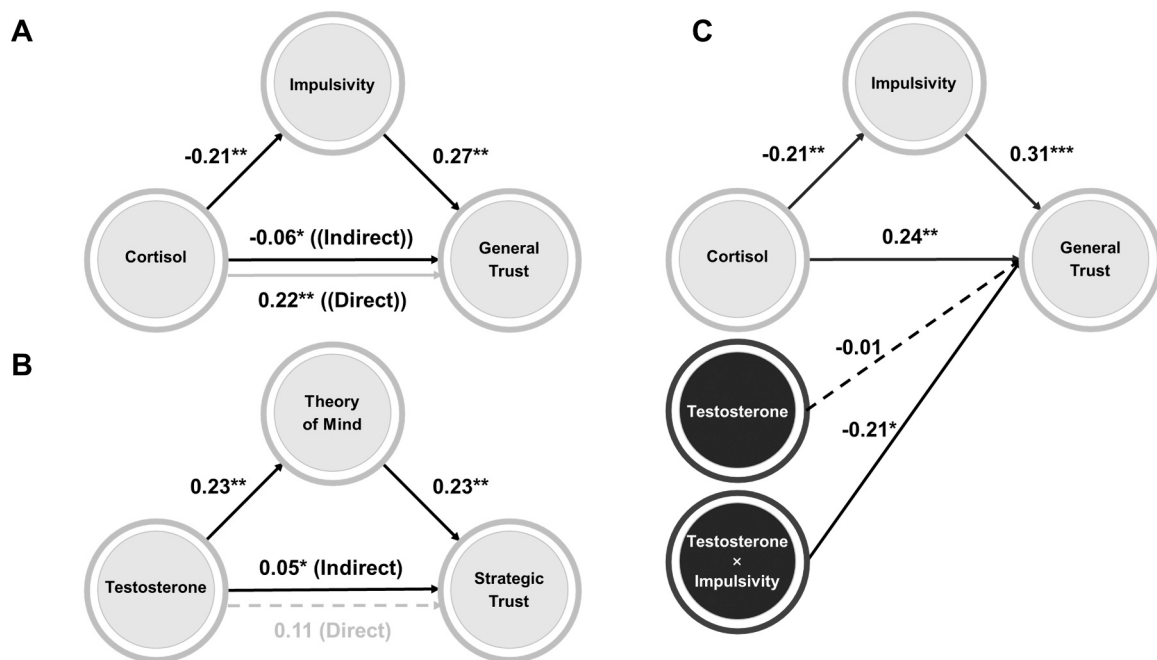 A
Impulsivity
-0.21**
0.27**
Cortisol
-0.06* ((Indirect))
0.22** ((Direct))
General
Trust
B
Theory
of Mind
0.23**
0.23**
Testosterone
0.05* (Indirect)
0.11 (Direct)
Strategic
Trust
C
Impulsivity
-0.21**
0.31***
Cortisol
0.24**
General
Trust
-0.01
Testosterone
-0.21*
Testosterone
×
Impulsivity